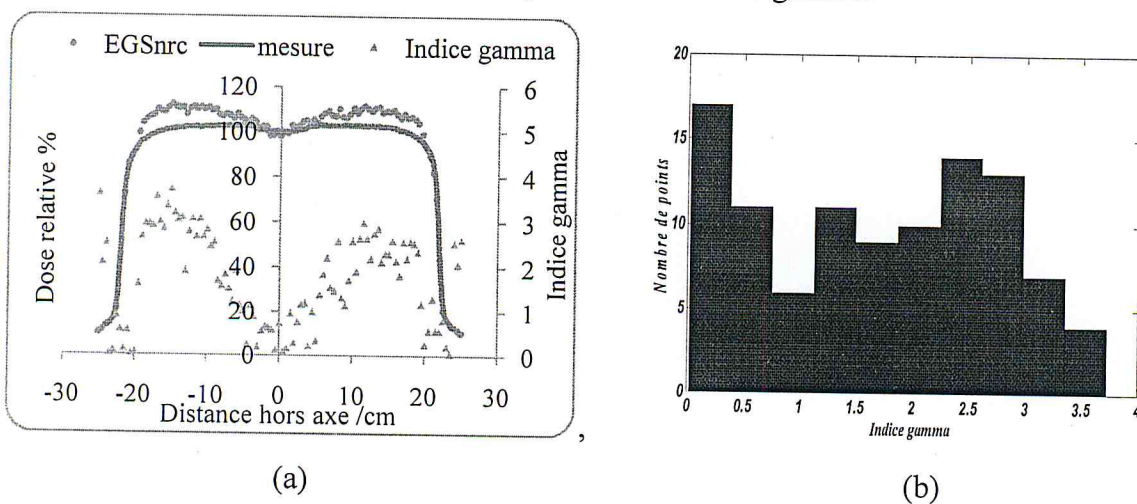 EGSnrc mesure Indice gamma
Dose relative %
120
100
80
60
40
20
0
6
5
4
3
2
1
0
Indice gamma
-30 -20 -10 0 10 20 30
Distance hors axe /cm
,
(a)
20
15
10
5
0
Nombre de points
0 0.5 1 1.5 2 2.5 3 3.5 4
Indice gamma
(b)